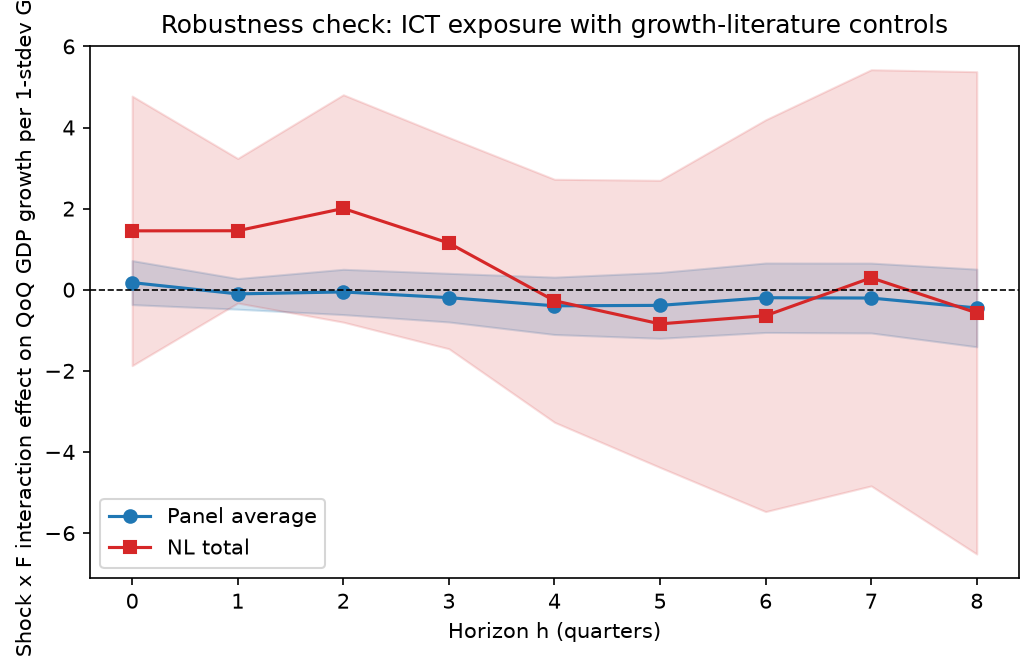 Robustness check: ICT exposure with growth-literature controls
Shock x F interaction effect on QoQ GDP growth per 1-stdev
6
4
2
0
−2
−4
−6
Panel average
NL total
0 1 2 3 4 5 6 7 8
Horizon h (quarters)